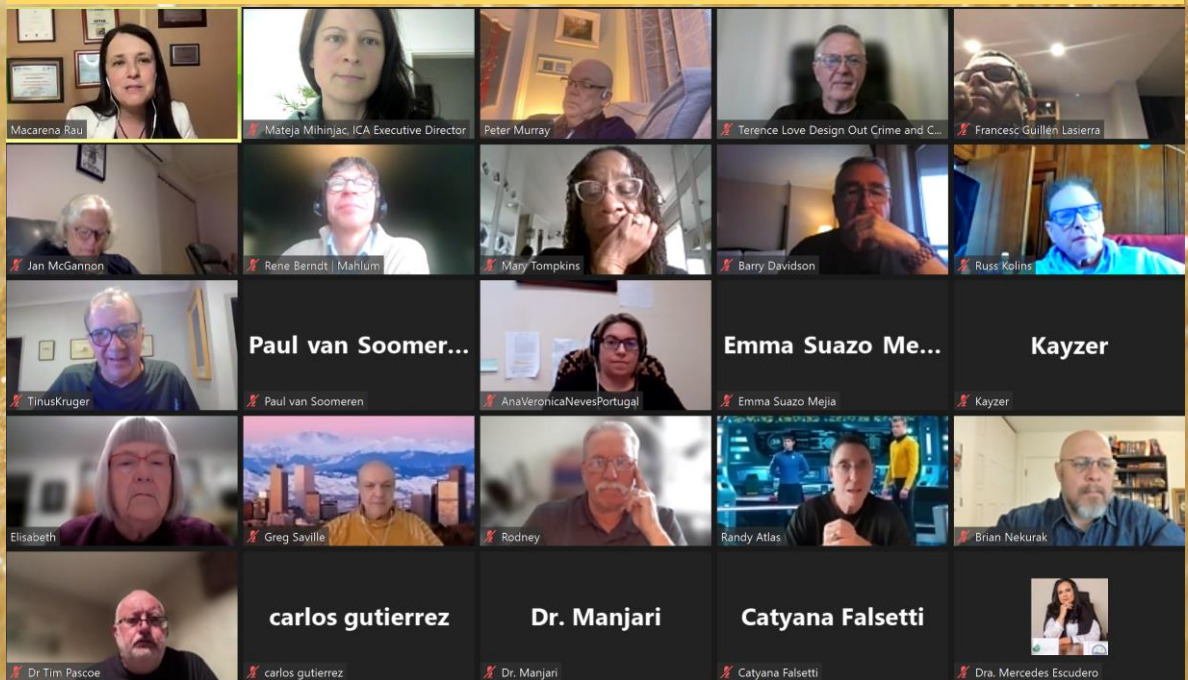 Macarena Rau
Mateja Mihinjac, ICA Executive Director
Peter Murray
Terence Love Design Out Crime and C...
Francesc Guillén Lasierra
Jan McGannon
Rene Berndt | Mahlum
Mary Tompkins
Barry Davidson
Russ Kolins
TinusKruger
Paul van Soomer...
Paul van Soomeren
AnaVeronicaNevesPortugal
Emma Suazo Me...
Emma Suazo Mejia
Kayzer
Kayzer
Elisabeth
Greg Saville
Rodney
Randy Atlas
Brian Nekurak
Dr Tim Pascoe
carlos gutierrez
carlos gutierrez
Dr. Manjari
Dr. Manjari
Catyana Falsetti
Catyana Falsetti
Dra. Mercedes Escudero